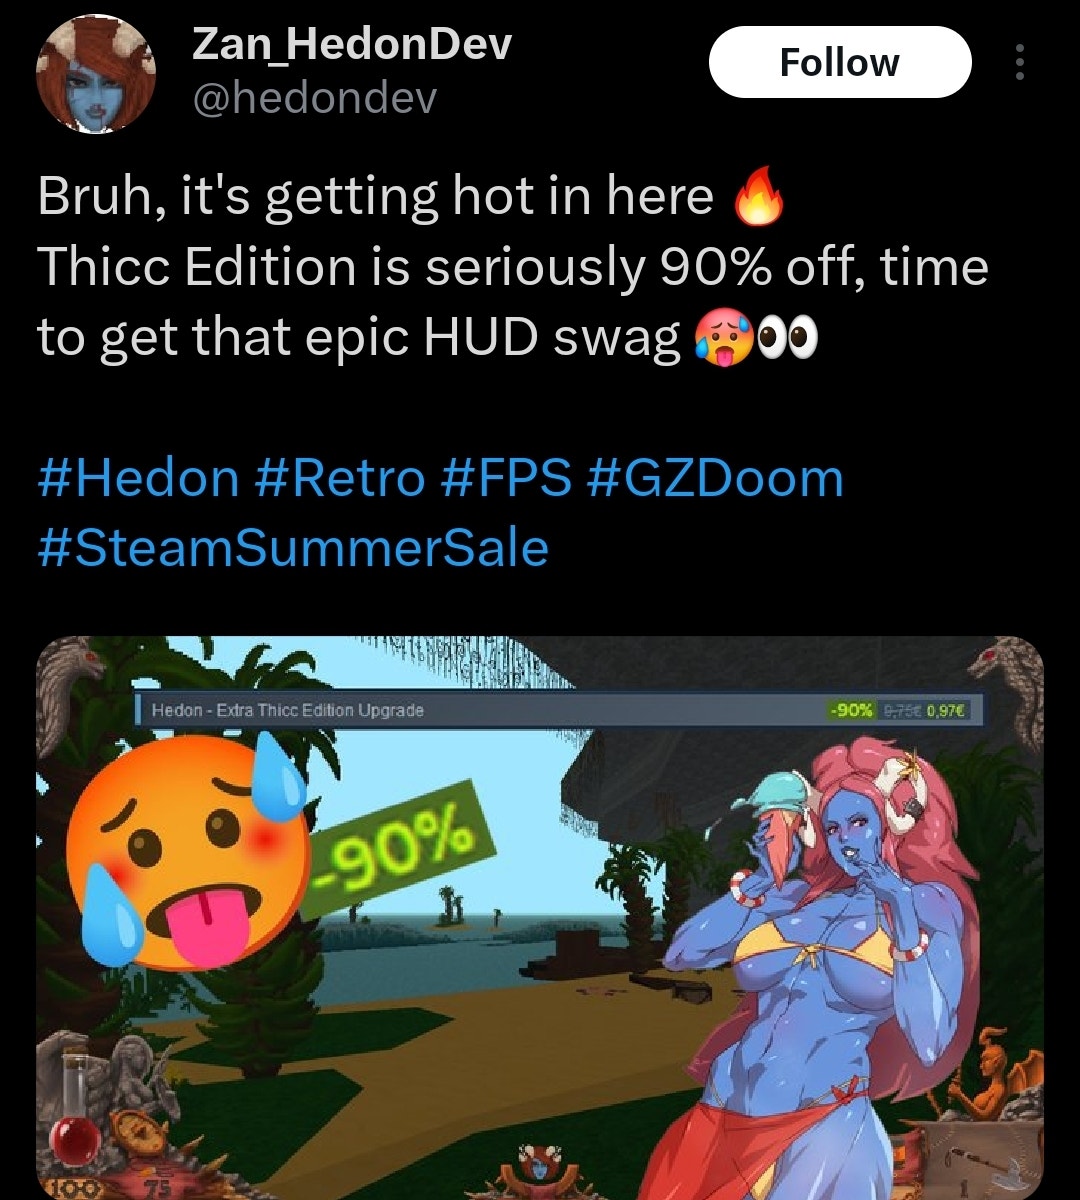 Zan_HedonDev
@hedondev
Follow
Bruh, it's getting hot in here 🔥
Thicc Edition is seriously 90% off, time
to get that epic HUD swag 🥵👀
#Hedon #Retro #FPS #GZDoom
#SteamSummerSale
Hedon - Extra Thicc Edition Upgrade -90% 9,75€ 0,97€
-90%
100 75